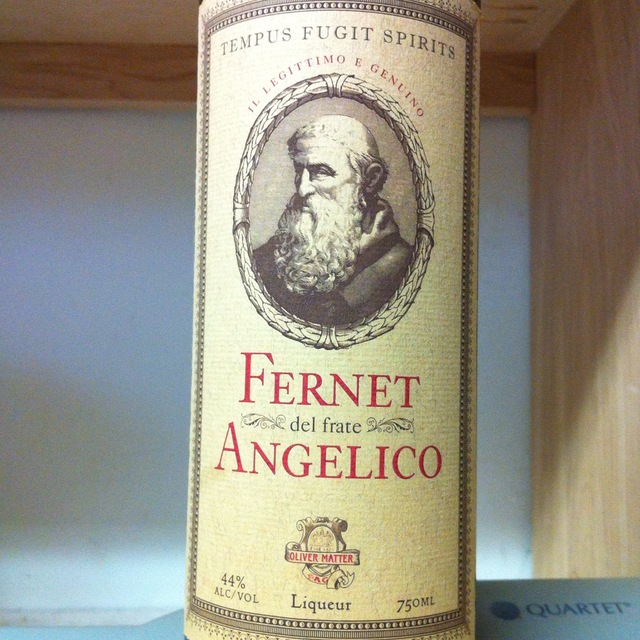 TEMPUS FUGIT SPIRITS
IL LEGITTIMO E GENUINO
FERNET
del frate
ANGELICO
OLIVER MATTER
44%
ALC/VOL
Liqueur
750ML
QUARTET